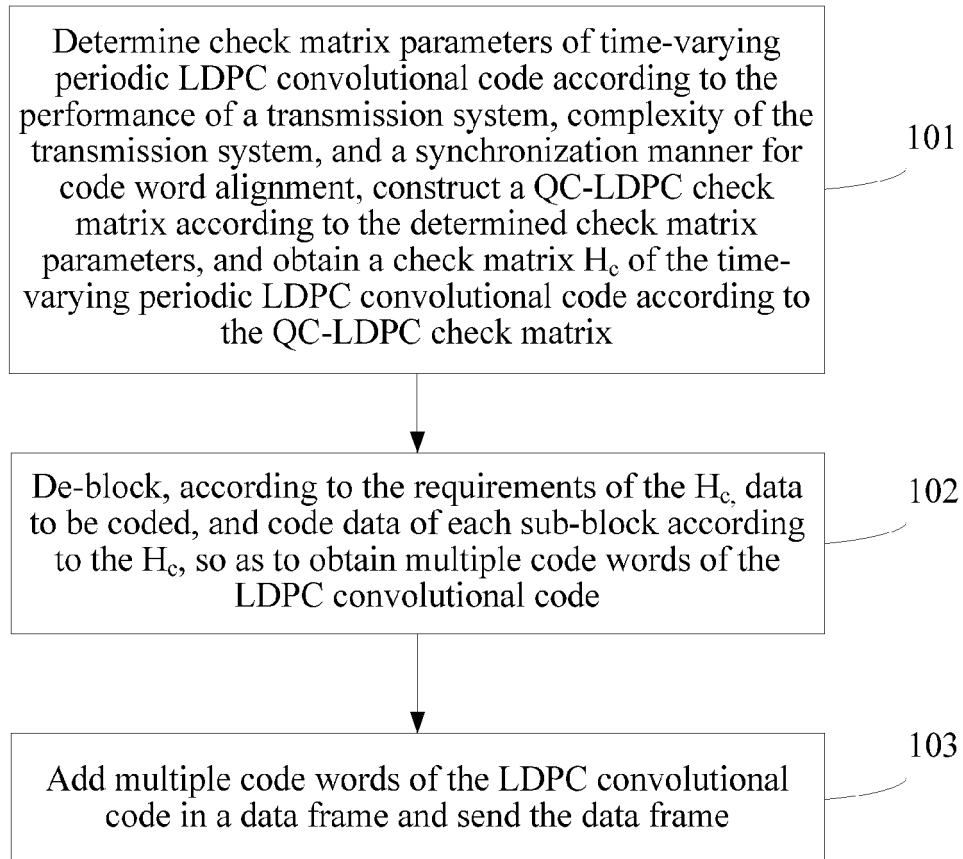 Determine check matrix parameters of time-varying
periodic LDPC convolutional code according to the
performance of a transmission system, complexity of the
transmission system, and a synchronization manner for
code word alignment, construct a QC-LDPC check
matrix according to the determined check matrix
parameters, and obtain a check matrix Hc of the time-
varying periodic LDPC convolutional code according to
the QC-LDPC check matrix
101
De-block, according to the requirements of the Hc, data
to be coded, and code data of each sub-block according
to the Hc, so as to obtain multiple code words of the
LDPC convolutional code
102
Add multiple code words of the LDPC convolutional
code in a data frame and send the data frame
103